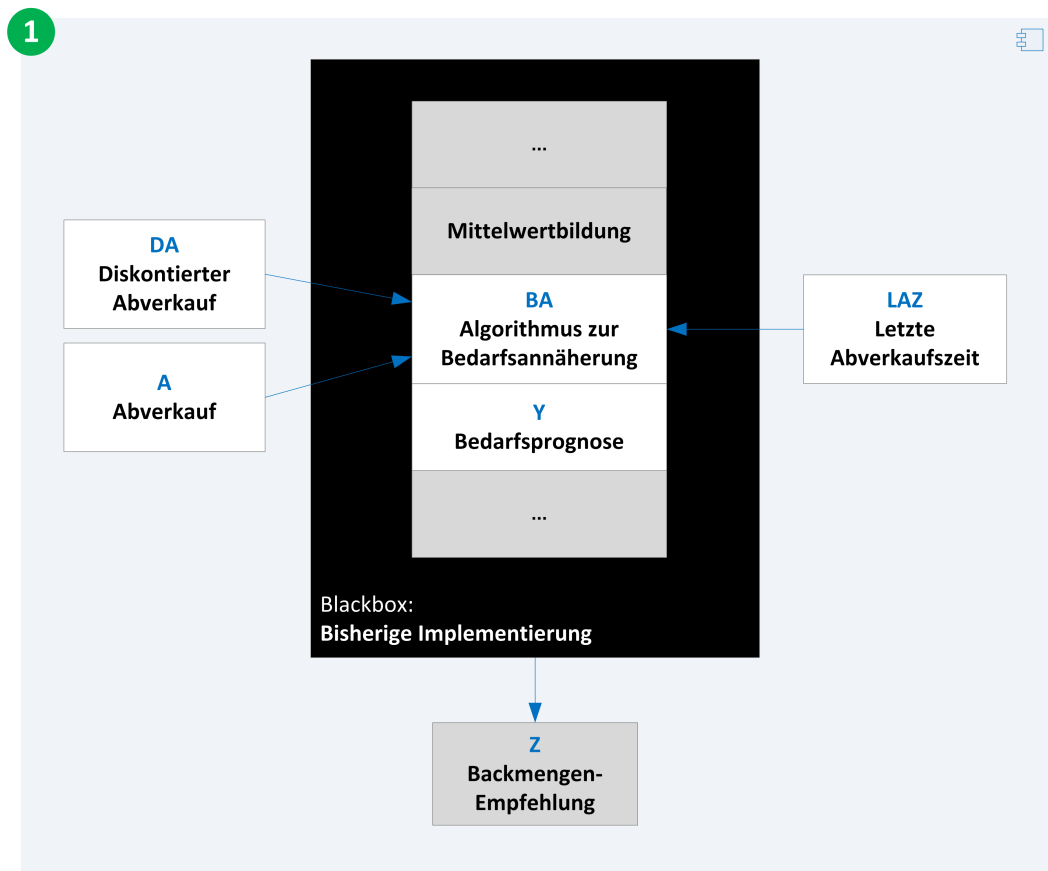 1
...
Mittelwertbildung
DA
Diskontierter
Abverkauf
BA
Algorithmus zur
Bedarfsannäherung
LAZ
Letzte
Abverkaufszeit
A
Abverkauf
Y
Bedarfsprognose
...
Blackbox:
Bisherige Implementierung
Z
Backmengen-
Empfehlung